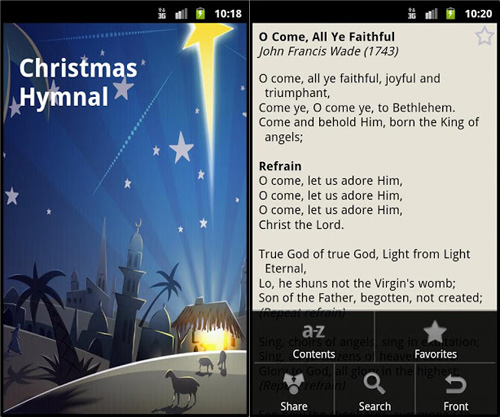 10:18
Christmas
Hymnal
10:20
O Come, All Ye Faithful
John Francis Wade (1743)
O come, all ye faithful, joyful and
triumphant,
Come ye, O come ye, to Bethlehem.
Come and behold Him, born the King of
angels;
Refrain
O come, let us adore Him,
O come, let us adore Him,
O come, let us adore Him,
Christ the Lord.
True God of true God, Light from Light
Eternal,
Lo, he shuns not the Virgin's womb;
Son of the Father, begotten, not created;
(Repeat refrain)
Sing, choirs of angels, sing in exultation;
Sing, all citizens of heaven
Glory to God, all glory in the highest;
(Repeat refrain)
a-z
Contents
Favorites
Share
Search
Front